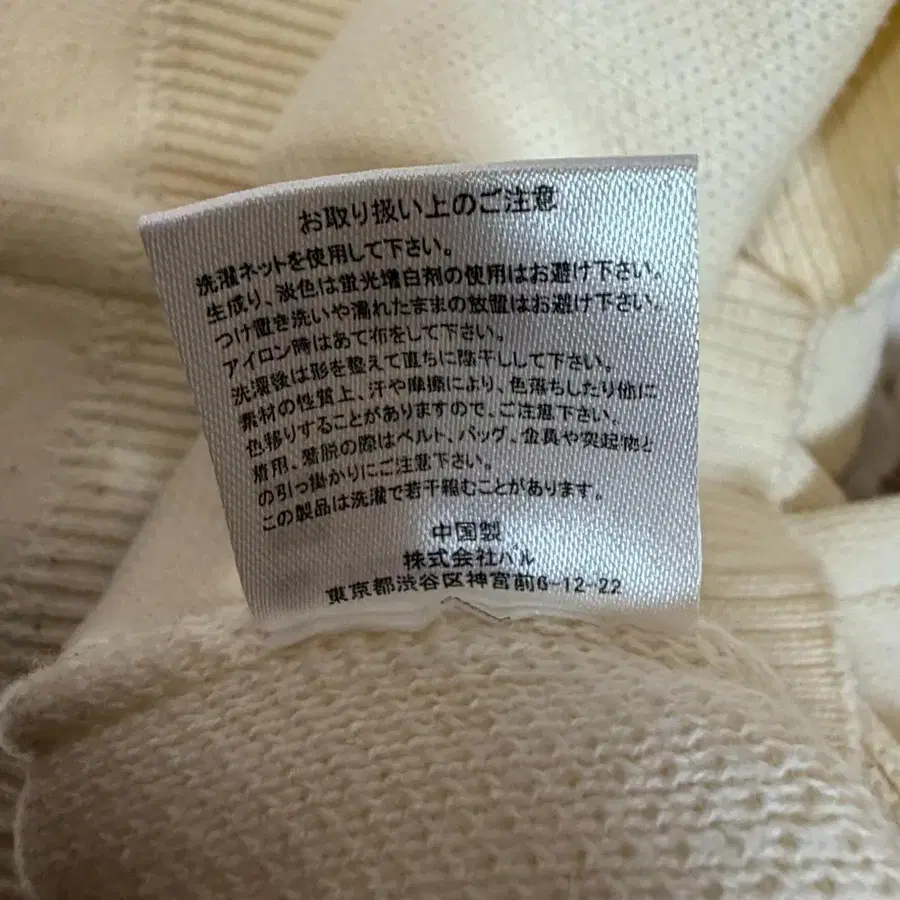 お取り扱い上のご注意
洗濯ネットを使用して下さい。
生成り、淡色は蛍光増白剤の使用はお避け下さい。
つけ置き洗いや濡れたままの放置はお避け下さい。
アイロン時はあて布をして下さい。
洗濯後は形を整えて直ちに陰干しして下さい。
素材の性質上、汗や摩擦により、色落ちしたり他に
色移りすることがありますので、ご注意下さい。
着用、着脱の際はベルト、バッグ、金具や突起物と
の引っ掛かりにご注意下さい。
この製品は洗濯で若干縮むことがあります。
中国製
株式会社ハル
東京都渋谷区神宮前6-12-22